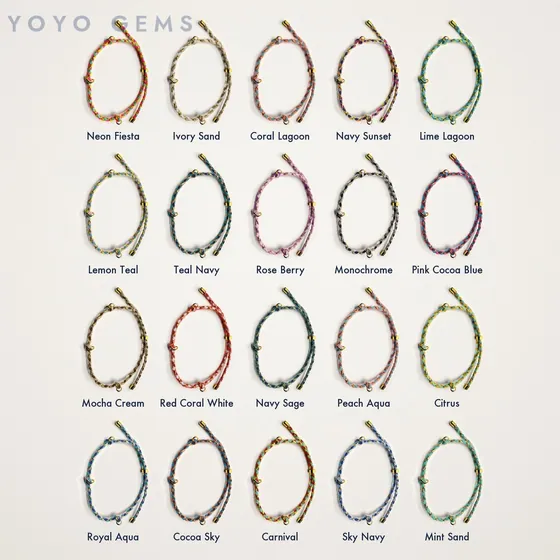 YOYO GEMS
Neon Fiesta
Ivory Sand
Coral Lagoon
Navy Sunset
Lime Lagoon
Lemon Teal
Teal Navy
Rose Berry
Monochrome
Pink Cocoa Blue
Mocha Cream
Red Coral White
Navy Sage
Peach Aqua
Citrus
Royal Aqua
Cocoa Sky
Carnival
Sky Navy
Mint Sand